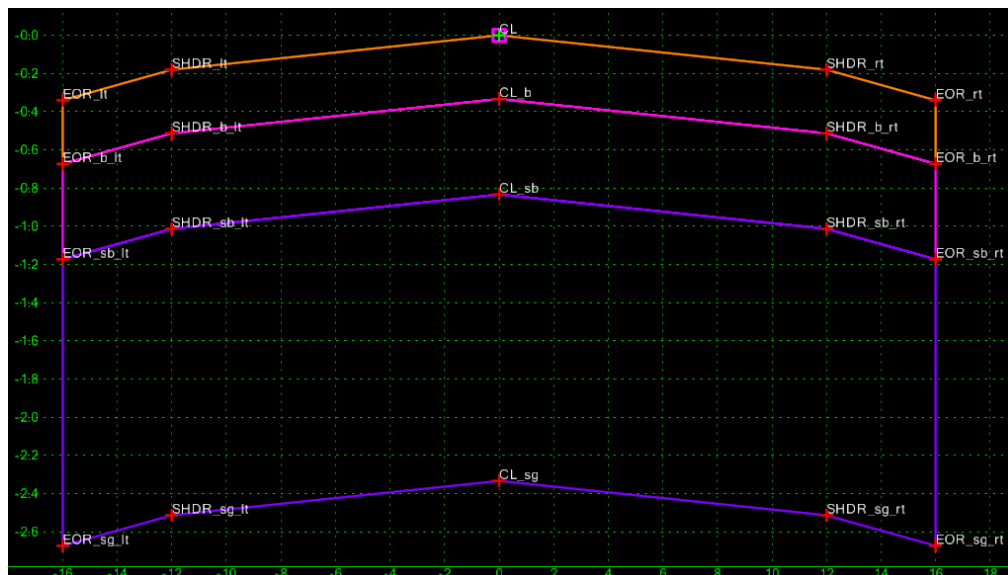 -0.0 CL
SHDR_lt SHDR_rt
-0.2
EOR_lt CL_b EOR_rt
-0.4
SHDR_b_lt SHDR_b_rt
-0.6
EOR_b_lt EOR_b_rt
-0.8 CL_sb
-1.0 SHDR_sb_lt SHDR_sb_rt
EOR_sb_lt EOR_sb_rt
-1.2
-1.4
-1.6
-1.8
-2.0
-2.2
CL_sg
-2.4
SHDR_sg_lt SHDR_sg_rt
-2.6
EOR_sg_lt EOR_sg_rt
-16 -14 -12 -10 -8 -6 -4 -2 0 2 4 6 8 10 12 14 16 18